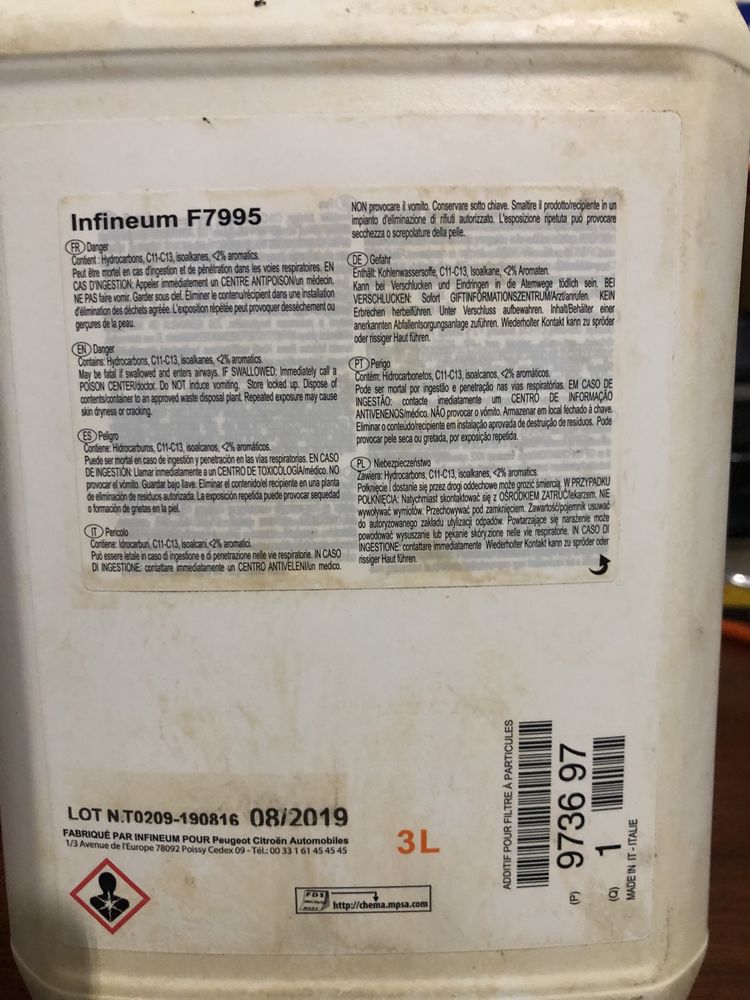 Infineum F7995
FR Danger
Contient : Hydrocarbons, C11-C13, isoalkanes, <2% aromatics.
Peut être mortel en cas d'ingestion et de pénétration dans les voies respiratoires. EN
CAS D'INGESTION: Appeler immédiatement un CENTRE ANTIPOISON/un médecin.
NE PAS faire vomir. Garder sous clef. Eliminer le contenu/récipient dans une installation
d'élimination des déchets agréée. L'exposition répétée peut provoquer dessèchement ou
gerçures de la peau.
EN Danger
Contains: Hydrocarbons, C11-C13, isoalkanes, <2% aromatics.
May be fatal if swallowed and enters airways. IF SWALLOWED: Immediately call a
POISON CENTER/doctor. Do NOT induce vomiting. Store locked up. Dispose of
contents/container to an approved waste disposal plant. Repeated exposure may cause
skin dryness or cracking.
ES Peligro
Contiene: Hidrocarburos, C11-C13, isoalcanos, <2% aromáticos.
Puede ser mortal en caso de ingestión y penetración en las vías respiratorias. EN CASO
DE INGESTIÓN: Llamar inmediatamente a un CENTRO DE TOXICOLOGÍA/médico. NO
provocar el vómito. Guardar bajo llave. Eliminar el contenido/el recipiente en una planta
de eliminación de residuos autorizada. La exposición repetida puede provocar sequedad
o formación de grietas en la piel.
IT Pericolo
Contiene: Idrocarburi, C11-C13, isoalcani,<2% aromatici.
Può essere letale in caso di ingestione e di penetrazione nelle vie respiratorie. IN CASO
DI INGESTIONE: contattare immediatamente un CENTRO ANTIVELENI/un medico.
NON provocare il vomito. Conservare sotto chiave. Smaltire il prodotto/recipiente in un
impianto d'eliminazione di rifiuti autorizzato. L'esposizione ripetuta può provocare
secchezza o screpolature della pelle.
DE Gefahr
Enthält: Kohlenwasserstoffe, C11-C13, Isoalkane, <2% Aromaten.
Kann bei Verschlucken und Eindringen in die Atemwege tödlich sein. BEI
VERSCHLUCKEN: Sofort GIFTINFORMATIONSZENTRUM/Arzt/anrufen. KEIN
Erbrechen herbeiführen. Unter Verschluss aufbewahren. Inhalt/Behälter einer
anerkannten Abfallentsorgungsanlage zuführen. Wiederholter Kontakt kann zu spröder
oder rissiger Haut führen.
PT Perigo
Contém: Hidrocarbonetos, C11-C13, isoalcanos, <2% aromáticos.
Pode ser mortal por ingestão e penetração nas vias respiratórias. EM CASO DE
INGESTÃO: contacte imediatamente um CENTRO DE INFORMAÇÃO
ANTIVENENOS/médico. NÃO provocar o vómito. Armazenar em local fechado á chave.
Eliminar o conteúdo/recipiente em instalação aprovada de destruição de resíduos. Pode
provocar pele seca ou gretada, por exposição repetida.
PL Niebezpieczeństwo
Zawiera: Hydrocarbons, C11-C13, isoalkanes, <2% aromatics.
Połknięcie i dostanie się przez drogi oddechowe może grozić śmiercią. W PRZYPADKU
POŁKNIĘCIA: Natychmiast skontaktować się z OŚRODKIEM ZATRUĆ/lekarzem. NIE
wywoływać wymiotów. Przechowywać pod zamknięciem. Zawartość/pojemnik usuwać
do autoryzowanego zakładu utylizacji odpadów. Powtarzające się narażenie może
powodować wysuszanie lub pękanie skóry.zione nelle vie respiratorie. IN CASO DI
INGESTIONE: contattare immediatamente Wiederholter Kontakt kann zu spröder oder
rissiger Haut führen.
LOT N.T0209-190816 08/2019
FABRIQUÉ PAR INFINEUM POUR Peugeot Citroën Automobiles
1/3 Avenue de l'Europe 78092 Poissy Cedex 09 - Tél.: 00 33 1 61 45 45 45
3L
FDS
http://chema.mpsa.com
ADDITIF POUR FILTRE À PARTICULES
(P) 9736 97
(Q) 1
MADE IN IT - ITALIE